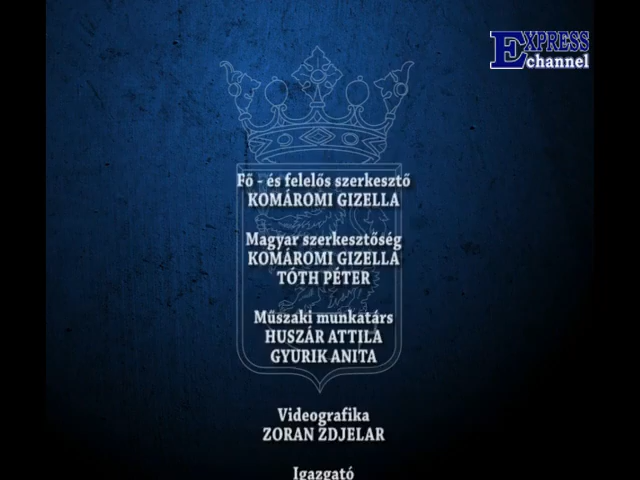 EXPRESS
channel
Fő - és felelős szerkesztő
KOMÁROMI GIZELLA
Magyar szerkesztőség
KOMÁROMI GIZELLA
TÓTH PÉTER
Műszaki munkatárs
HUSZÁR ATTILA
GYURIK ANITA
Videografika
ZORAN ZDJELAR
Igazgató